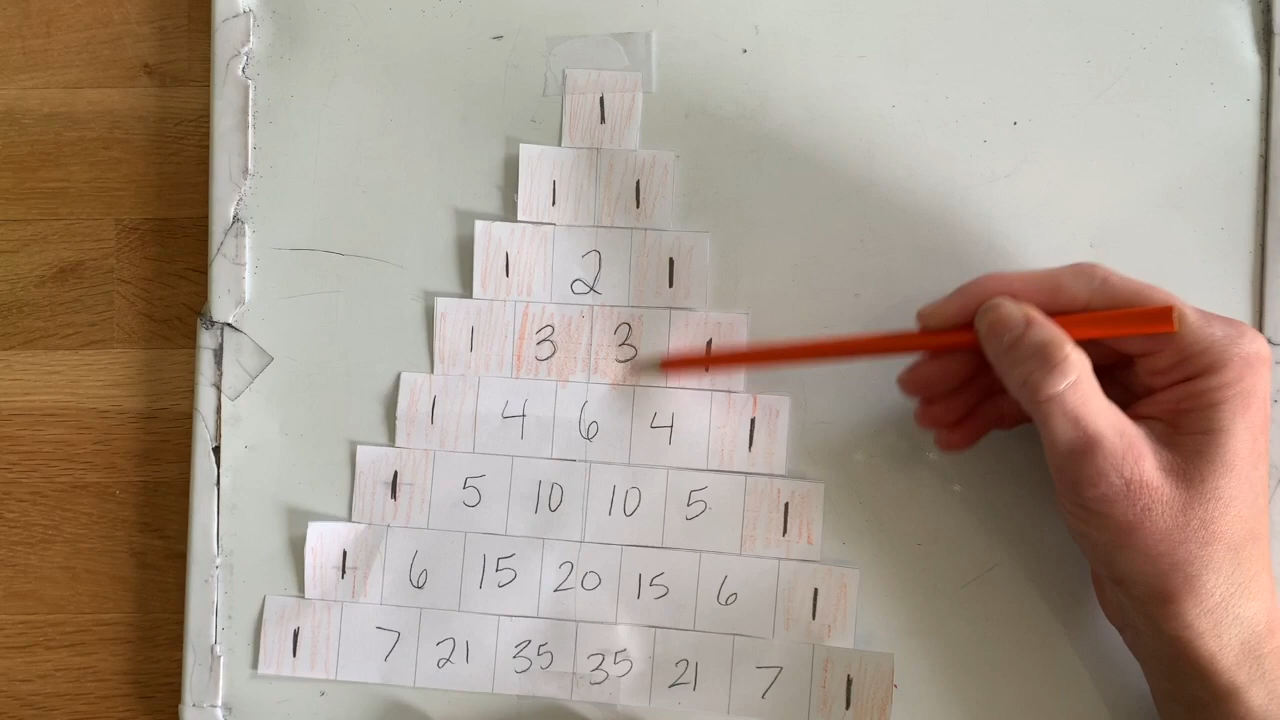 1
1 1
1 2 1
1 3 3 1
1 4 6 4 1
1 5 10 10 5 1
1 6 15 20 15 6 1
1 7 21 35 35 21 7 1